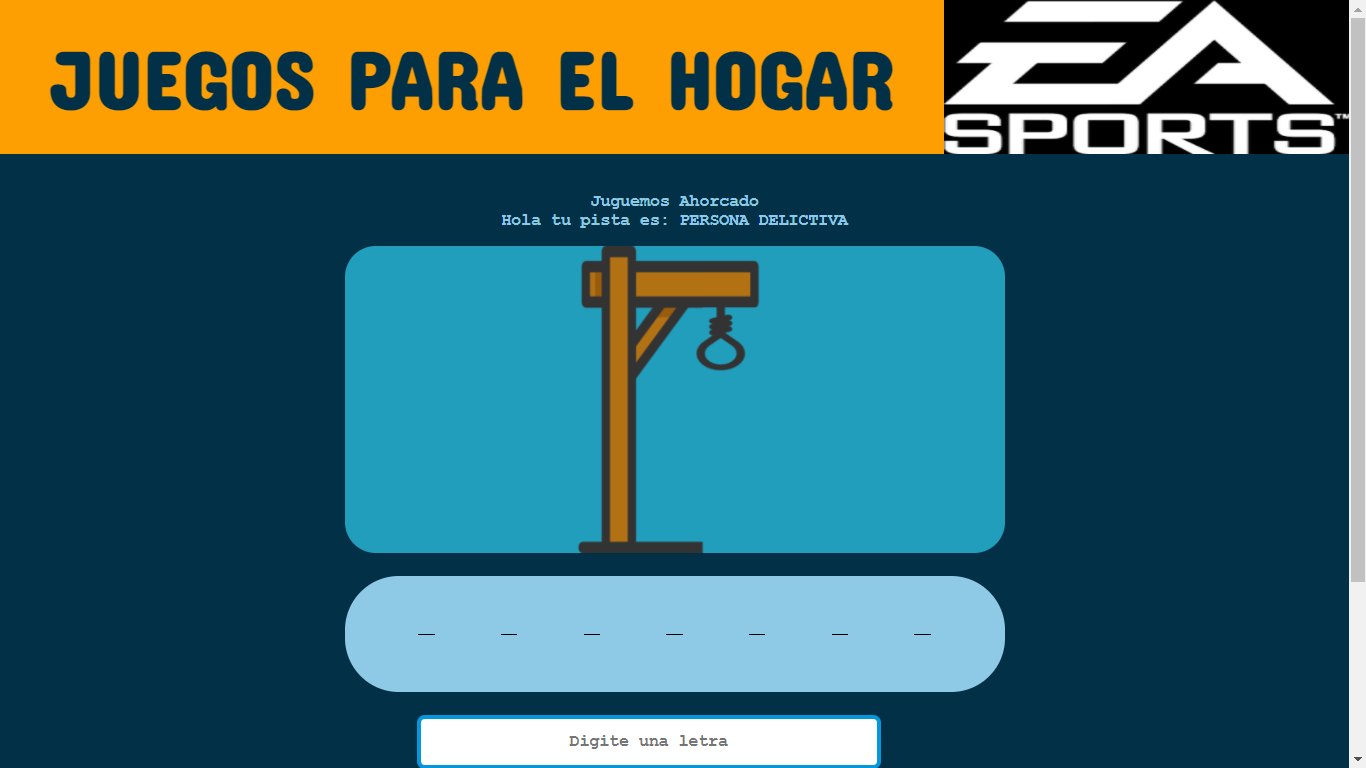 JUEGOS PARA EL HOGAR
EA
SPORTS™
Juguemos Ahorcado
Hola tu pista es: PERSONA DELICTIVA
_ _ _ _ _ _ _
Digite una letra